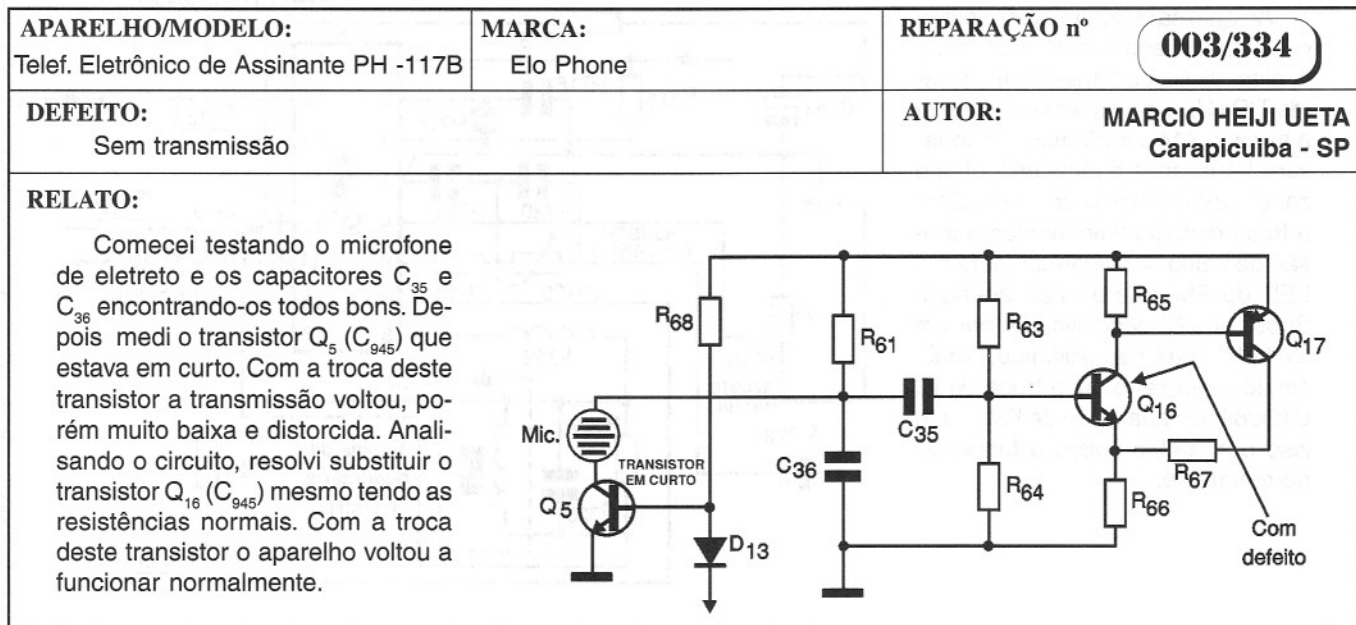 APARELHO/MODELO:
Telef. Eletrônico de Assinante PH -117B
MARCA:
Elo Phone
REPARAÇÃO nº
003/334
DEFEITO:
Sem transmissão
AUTOR:
MARCIO HEIJI UETA
Carapicuiba - SP
RELATO:
Comecei testando o microfone
de eletreto e os capacitores C35 e
C36 encontrando-os todos bons. De-
pois medi o transistor Q5 (C945) que
estava em curto. Com a troca deste
transistor a transmissão voltou, po-
rém muito baixa e distorcida. Anali-
sando o circuito, resolvi substituir o
transistor Q16 (C945) mesmo tendo as
resistências normais. Com a troca
deste transistor o aparelho voltou a
funcionar normalmente.
R68
R61
R63
R65
Q17
C35
Q16
Mic.
C36
TRANSISTOR
EM CURTO
R67
R64
R66
Q5
D13
Com
defeito